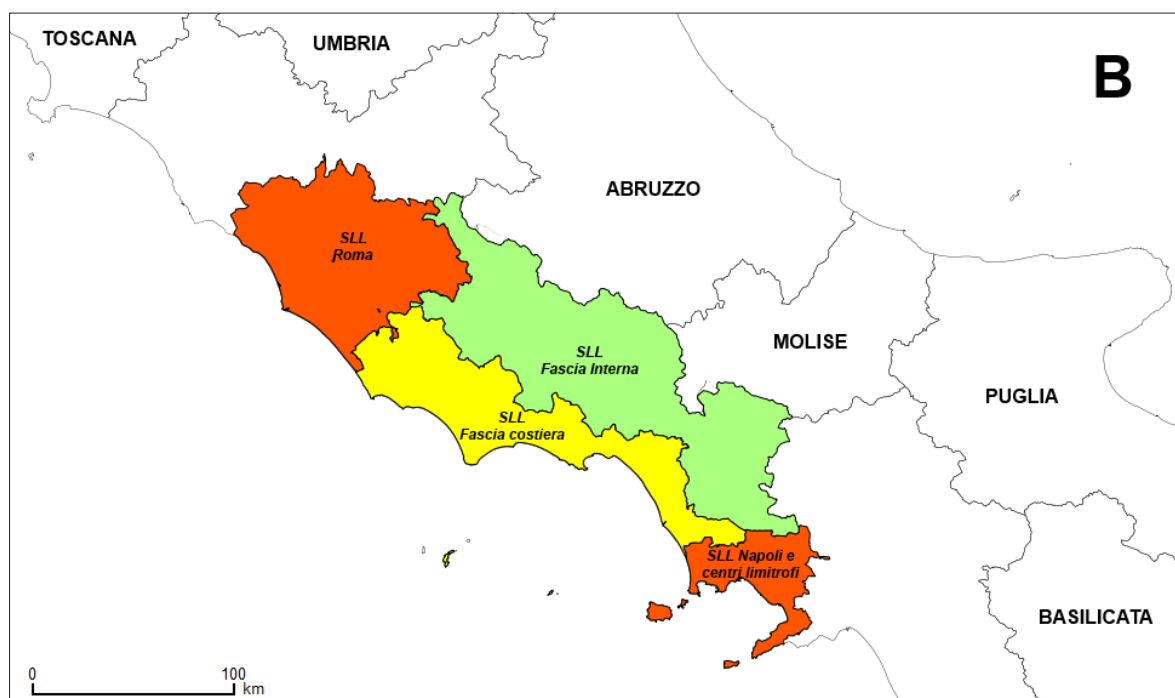 TOSCANA
UMBRIA
B
ABRUZZO
SLL
Roma
MOLISE
SLL
Fascia Interna
PUGLIA
SLL
Fascia costiera
SLL Napoli e
centri limitrofi
BASILICATA
0 100
km